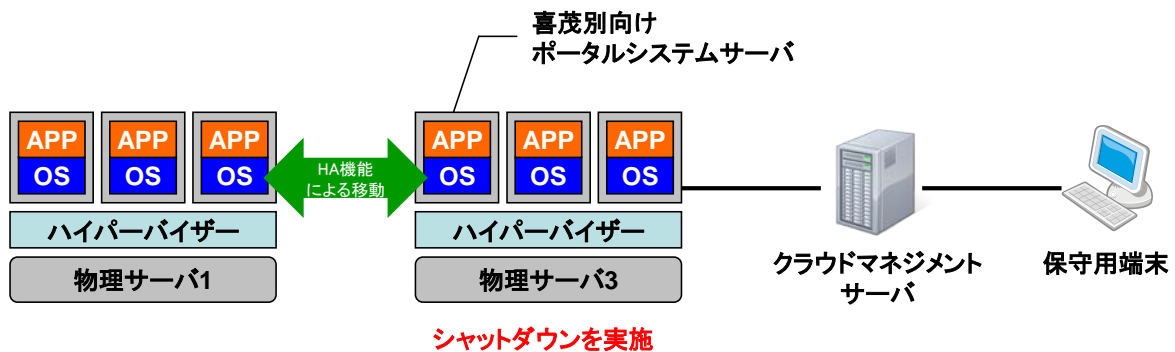 喜茂別向け
ポータルシステムサーバ
APP APP APP
OS OS OS
HA機能
による移動
APP APP APP
OS OS OS
ハイパーバイザー
ハイパーバイザー
物理サーバ1
物理サーバ3
クラウドマネジメント
サーバ
保守用端末
シャットダウンを実施